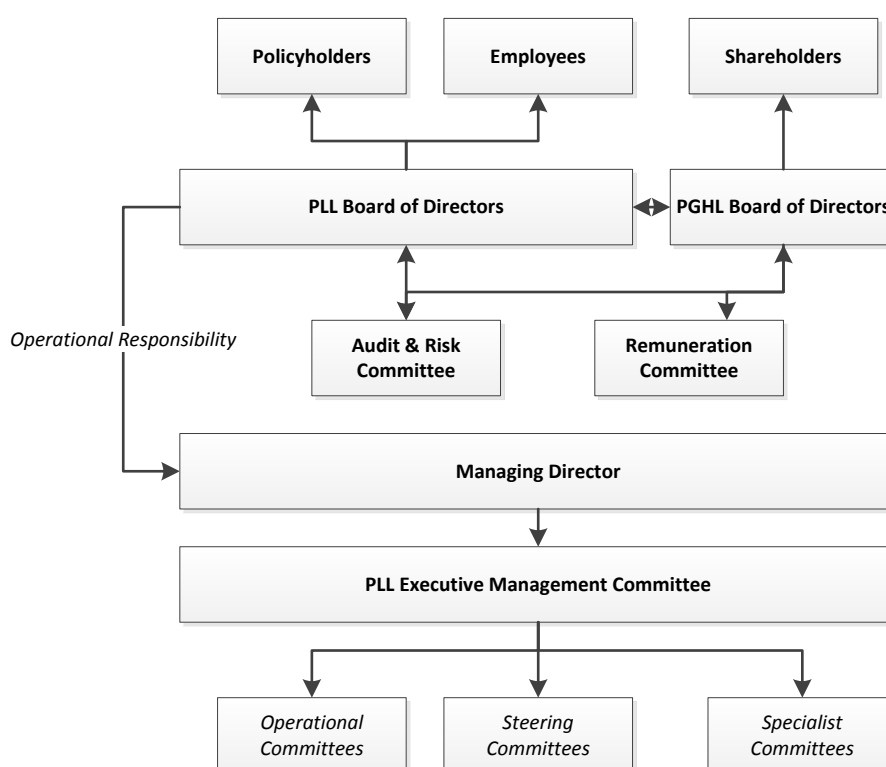 Policyholders
Employees
Shareholders
PLL Board of Directors
PGHL Board of Directors
Operational Responsibility
Audit & Risk
Committee
Remuneration
Committee
Managing Director
PLL Executive Management Committee
Operational
Committees
Steering
Committees
Specialist
Committees